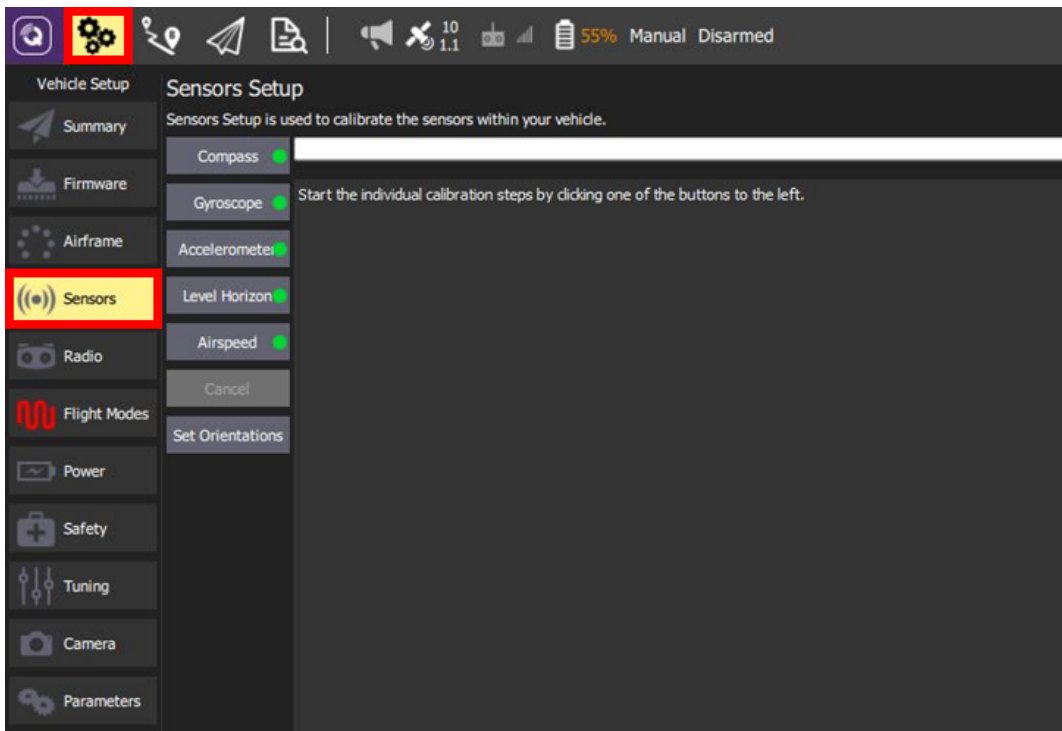 10
1.1
55% Manual Disarmed
Vehicle Setup
Summary
Firmware
Airframe
Sensors
Radio
Flight Modes
Power
Safety
Tuning
Camera
Parameters
Sensors Setup
Sensors Setup is used to calibrate the sensors within your vehicle.
Compass
Gyroscope
Accelerometer
Level Horizon
Airspeed
Cancel
Set Orientations
Start the individual calibration steps by clicking one of the buttons to the left.